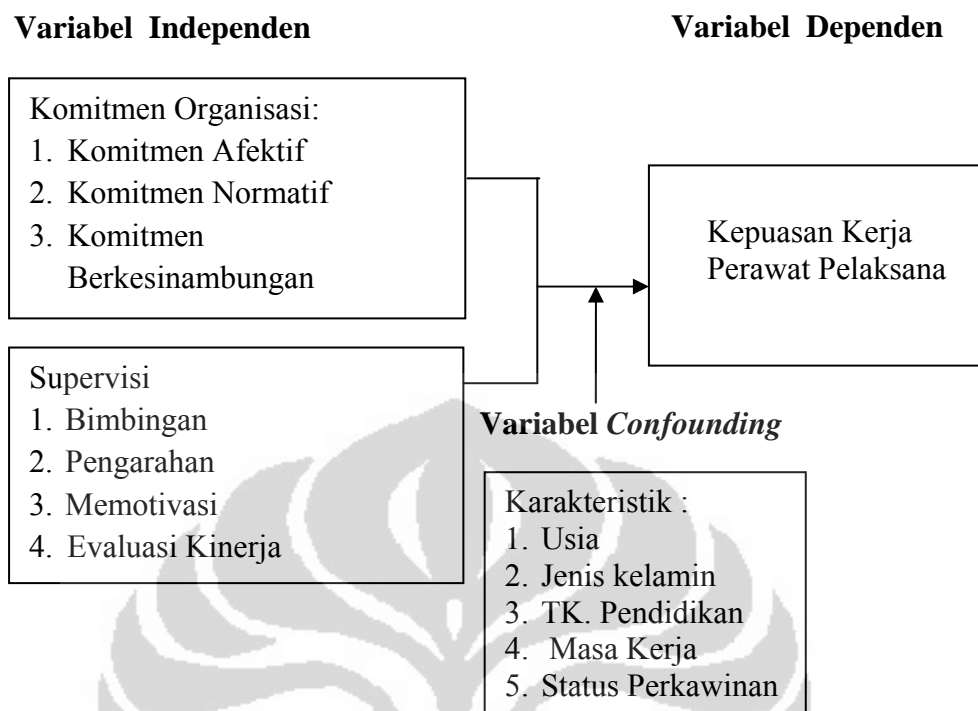 Variabel Independen
Variabel Dependen
Komitmen Organisasi:
1. Komitmen Afektif
2. Komitmen Normatif
3. Komitmen
Berkesinambungan
Kepuasan Kerja
Perawat Pelaksana
Supervisi
1. Bimbingan
2. Pengarahan
3. Memotivasi
4. Evaluasi Kinerja
Variabel Confounding
Karakteristik :
1. Usia
2. Jenis kelamin
3. TK. Pendidikan
4. Masa Kerja
5. Status Perkawinan